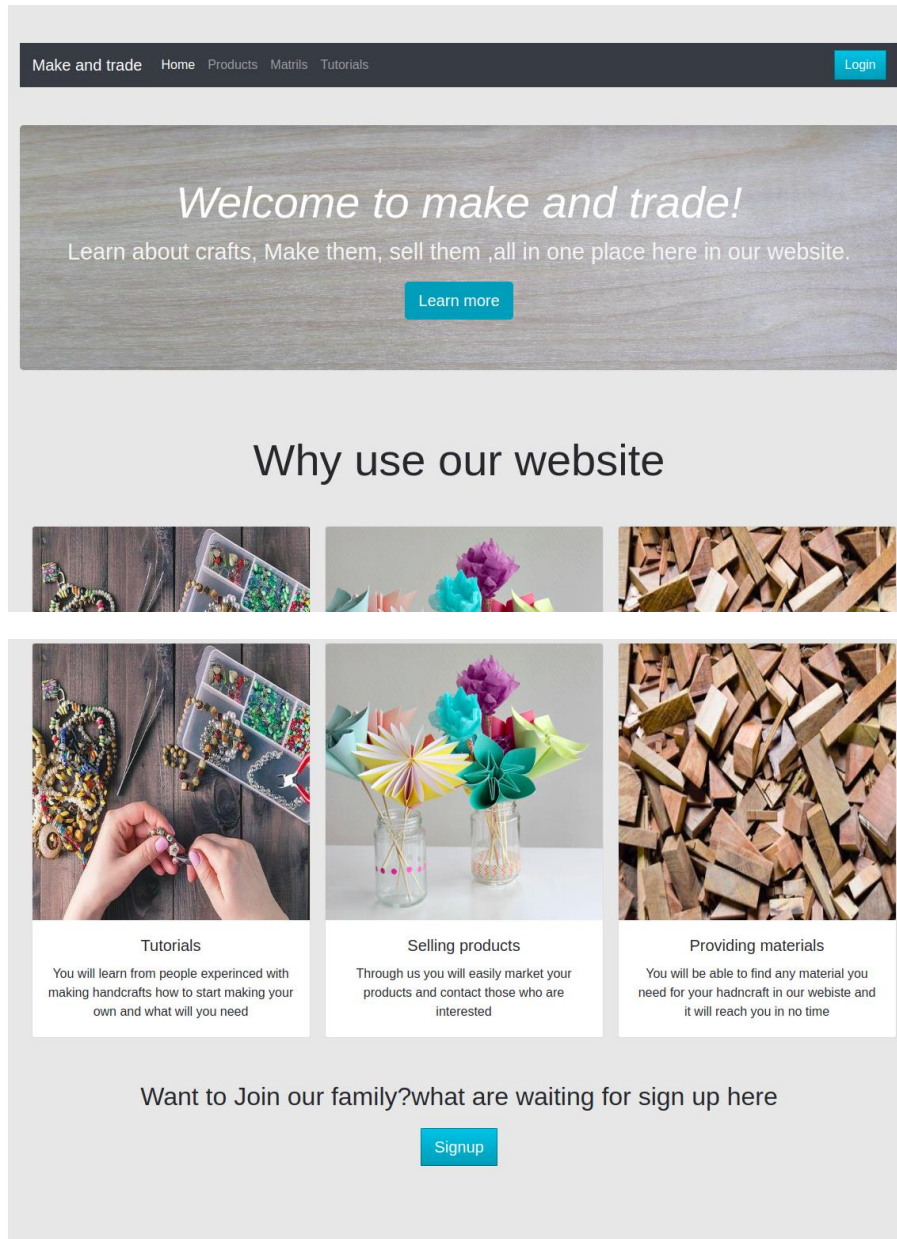 Make and trade Home Products Matrils Tutorials Login
Welcome to make and trade!
Learn about crafts, Make them, sell them ,all in one place here in our website.
Learn more
Why use our website
Tutorials
You will learn from people experinced with
making handcrafts how to start making your
own and what will you need
Selling products
Through us you will easily market your
products and contact those who are
interested
Providing materials
You will be able to find any material you
need for your hadncraft in our webiste and
it will reach you in no time
Want to Join our family?what are waiting for sign up here
Signup